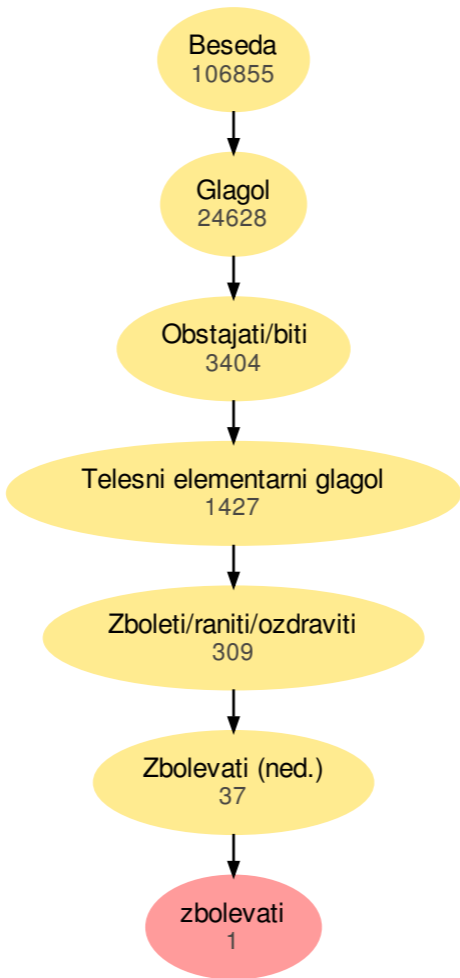 Beseda
106855
Glagol
24628
Obstajati/biti
3404
Telesni elementarni glagol
1427
Zboleti/raniti/ozdraviti
309
Zbolevati (ned.)
37
zbolevati
1